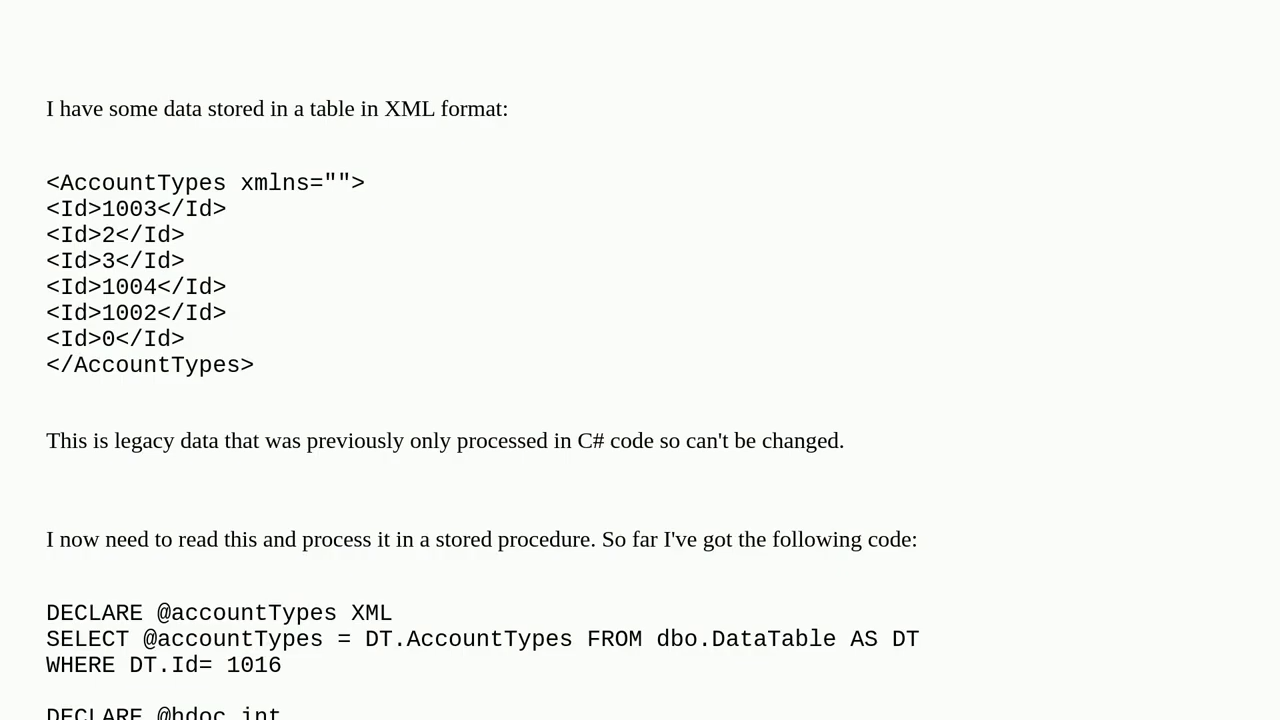 I have some data stored in a table in XML format:
<AccountTypes xmlns="">
<Id>1003</Id>
<Id>2</Id>
<Id>3</Id>
<Id>1004</Id>
<Id>1002</Id>
<Id>0</Id>
</AccountTypes>
This is legacy data that was previously only processed in C# code so can't be changed.
I now need to read this and process it in a stored procedure. So far I've got the following code:
DECLARE @accountTypes XML
SELECT @accountTypes = DT.AccountTypes FROM dbo.DataTable AS DT
WHERE DT.Id= 1016
DECLARE @hdoc int